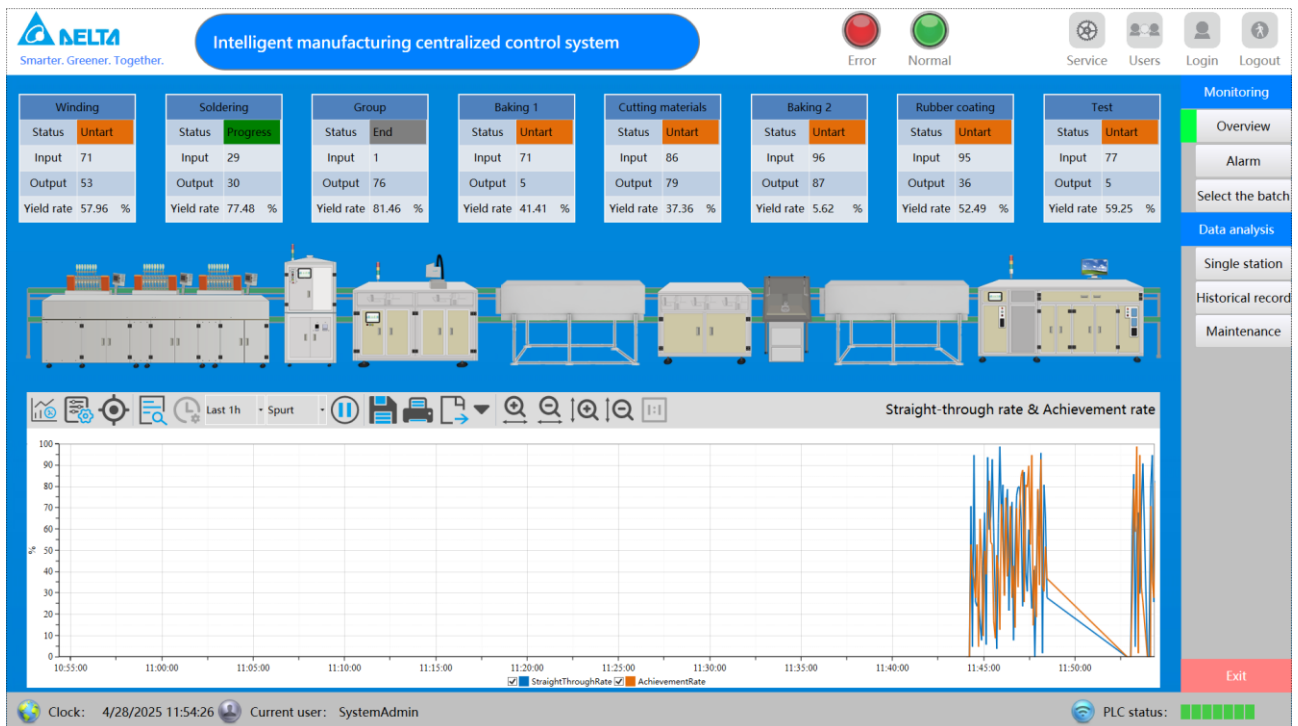 DELTA
Smarter. Greener. Together.
Intelligent manufacturing centralized control system
Error
Normal
Service
Users
Login
Logout
Winding
Status Untart
Input 71
Output 53
Yield rate 57.96 %
Soldering
Status Progress
Input 29
Output 30
Yield rate 77.48 %
Group
Status End
Input 1
Output 76
Yield rate 81.46 %
Baking 1
Status Untart
Input 71
Output 5
Yield rate 41.41 %
Cutting materials
Status Untart
Input 86
Output 79
Yield rate 37.36 %
Baking 2
Status Untart
Input 96
Output 87
Yield rate 5.62 %
Rubber coating
Status Untart
Input 95
Output 36
Yield rate 52.49 %
Test
Status Untart
Input 77
Output 5
Yield rate 59.25 %
Monitoring
Overview
Alarm
Select the batch
Data analysis
Single station
Historical record
Maintenance
Exit
Last 1h
Spurt
1:1
Straight-through rate & Achievement rate
100
90
80
70
60
50
40
30
20
10
0
%
10:55:00 11:00:00 11:05:00 11:10:00 11:15:00 11:20:00 11:25:00 11:30:00 11:35:00 11:40:00 11:45:00 11:50:00
StraightThroughRate AchievementRate
Clock: 4/28/2025 11:54:26 Current user: SystemAdmin
PLC status: